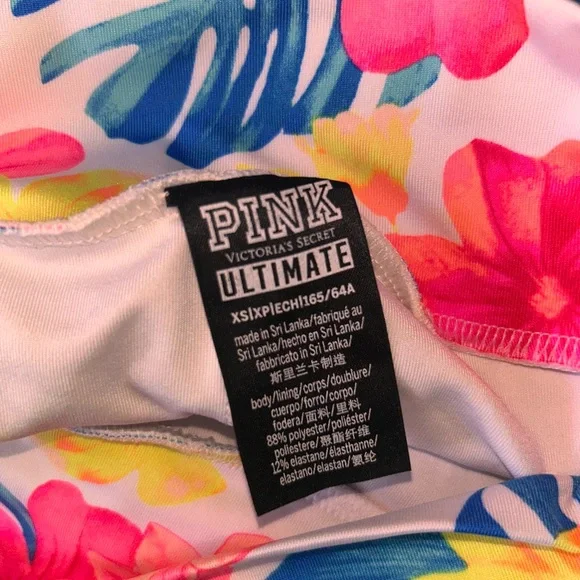 PINK
VICTORIA'S SECRET
ULTIMATE
XS|XP|ECH|165/64A
made in Sri Lanka/fabriqué au
Sri Lanka/hecho en Sri Lanka/
fabbricato in Sri Lanka/
斯里兰卡制造
body/lining/corps/doublure/
cuerpo/forro/corpo/
fodera/面料/里料
88% polyester/poliéster/
poliestere/聚酯纤维
12% elastane/élasthanne/
elastano/elastan/氨纶